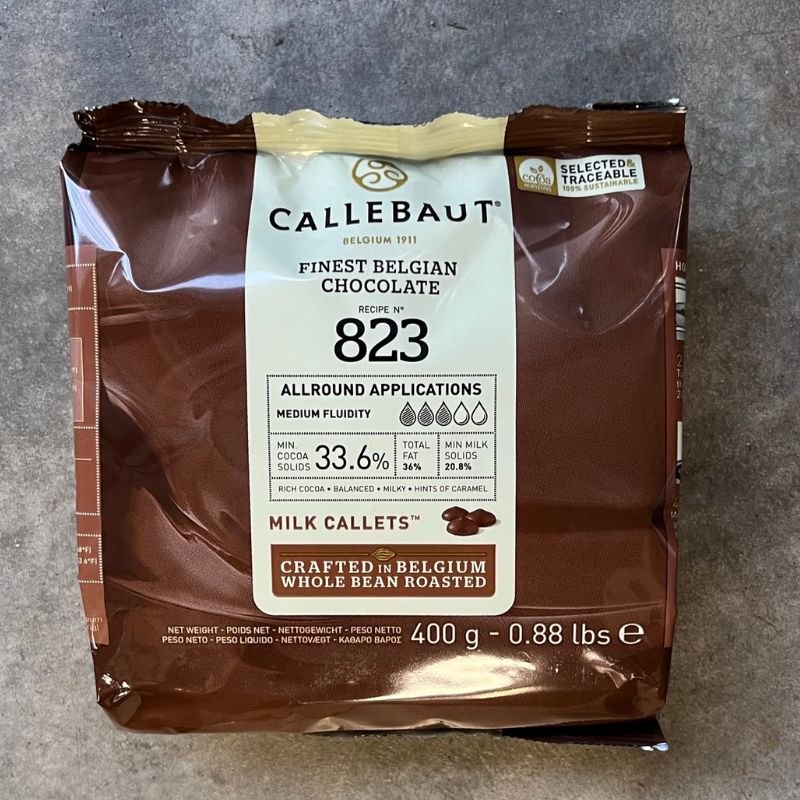 CALLEBAUT®
BELGIUM 1911
FINEST BELGIAN
CHOCOLATE
RECIPE N°
823
ALLROUND APPLICATIONS
MEDIUM FLUIDITY
MIN.
COCOA
SOLIDS
33.6%
TOTAL
FAT
36%
MIN MILK
SOLIDS
20.8%
RICH COCOA • BALANCED • MILKY • HINTS OF CARAMEL
MILK CALLETS™
CRAFTED IN BELGIUM
WHOLE BEAN ROASTED
cocoa
HORIZONS
SELECTED&
TRACEABLE
100% SUSTAINABLE
NET WEIGHT - POIDS NET - NETTOGEWICHT - PESO NETTO
PESO NETO - PESO LIQUIDO - NETTOVÆGT - ΚΑΘΑΡΟ ΒΑΡΟΣ
400 g - 0.88 lbs ℮